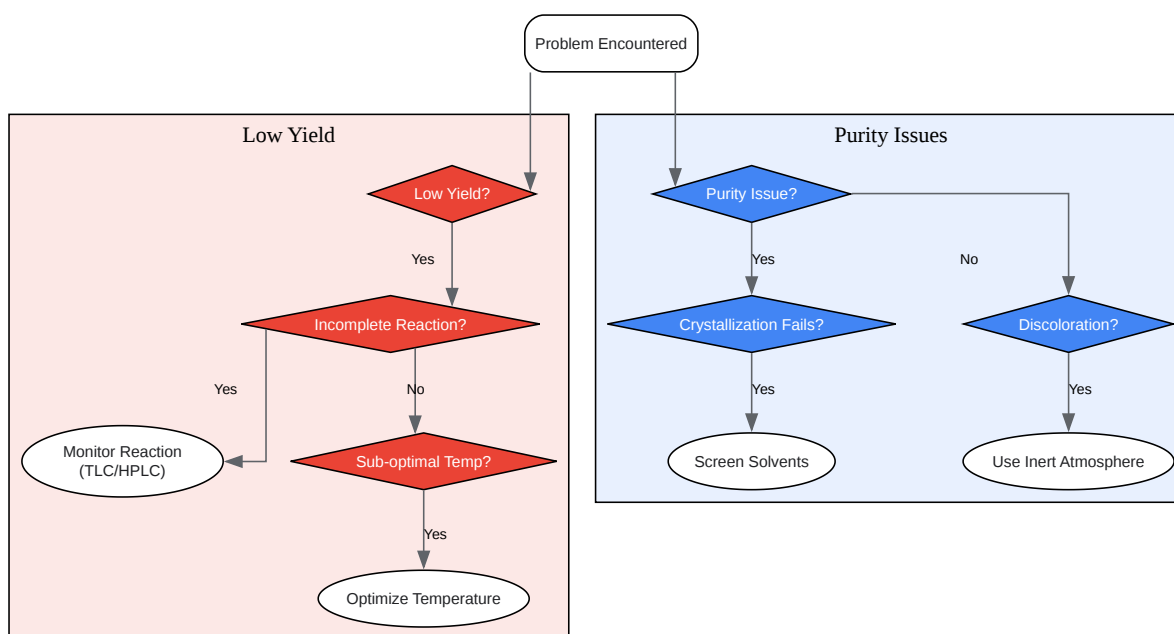 Problem Encountered
Low Yield
Purity Issues
Low Yield?
Purity Issue?
Yes
Yes
No
Incomplete Reaction?
Crystallization Fails?
Discoloration?
Yes
No
Yes
Yes
Monitor Reaction
(TLC/HPLC)
Sub-optimal Temp?
Screen Solvents
Use Inert Atmosphere
Yes
Optimize Temperature